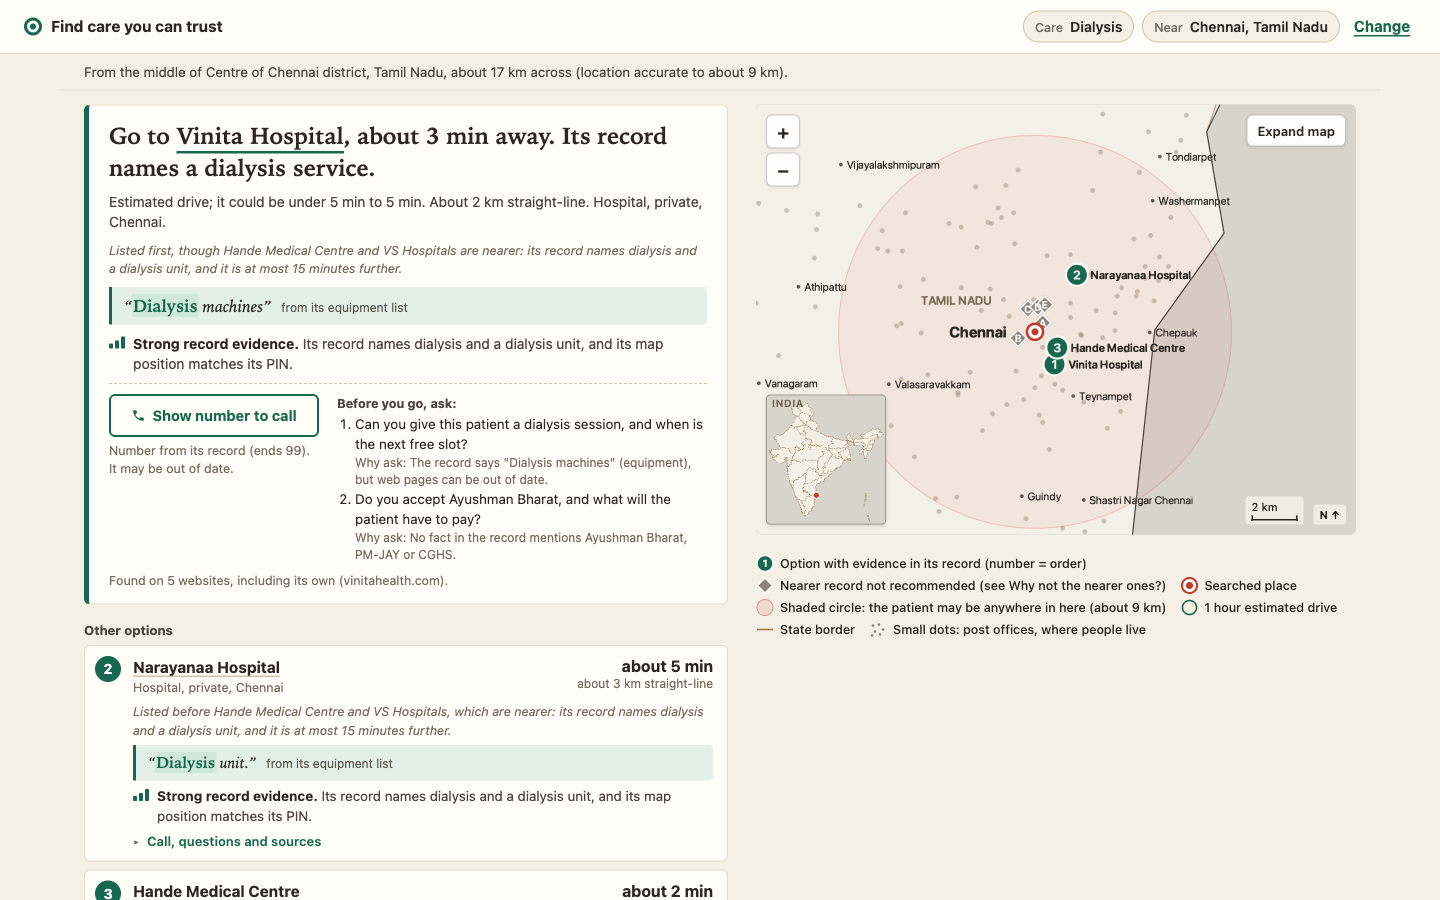 Find care you can trust
Care Dialysis
Near Chennai, Tamil Nadu
Change
From the middle of Centre of Chennai district, Tamil Nadu, about 17 km across (location accurate to about 9 km).
Go to Vinita Hospital, about 3 min away. Its record
names a dialysis service.
Estimated drive; it could be under 5 min to 5 min. About 2 km straight-line. Hospital, private,
Chennai.
Listed first, though Hande Medical Centre and VS Hospitals are nearer: its record names dialysis and
a dialysis unit, and it is at most 15 minutes further.
“Dialysis machines” from its equipment list
Strong record evidence. Its record names dialysis and a dialysis unit, and its map
position matches its PIN.
Show number to call
Number from its record (ends 99).
It may be out of date.
Before you go, ask:
1. Can you give this patient a dialysis session, and when is
the next free slot?
Why ask: The record says "Dialysis machines" (equipment),
but web pages can be out of date.
2. Do you accept Ayushman Bharat, and what will the
patient have to pay?
Why ask: No fact in the record mentions Ayushman Bharat,
PM-JAY or CGHS.
Found on 5 websites, including its own (vinitahealth.com).
Other options
2
Narayanaa Hospital
about 5 min
Hospital, private, Chennai
about 3 km straight-line
Listed before Hande Medical Centre and VS Hospitals, which are nearer: its record names dialysis
and a dialysis unit, and it is at most 15 minutes further.
“Dialysis unit.” from its equipment list
Strong record evidence. Its record names dialysis and a dialysis unit, and its map
position matches its PIN.
Call, questions and sources
3
Hande Medical Centre
about 2 min
+
−
Expand map
Tondiarpet
Vijayalakshmipuram
Washermanpet
2 Narayanaa Hospital
Athipattu
TAMIL NADU
E
Chennai
B
Chepauk
3 Hande Medical Centre
1 Vinita Hospital
Vanagaram
Valasaravakkam
Teynampet
INDIA
Guindy
Shastri Nagar Chennai
2 km
N ↑
1 Option with evidence in its record (number = order)
Nearer record not recommended (see Why not the nearer ones?)
Searched place
Shaded circle: the patient may be anywhere in here (about 9 km)
1 hour estimated drive
State border
Small dots: post offices, where people live